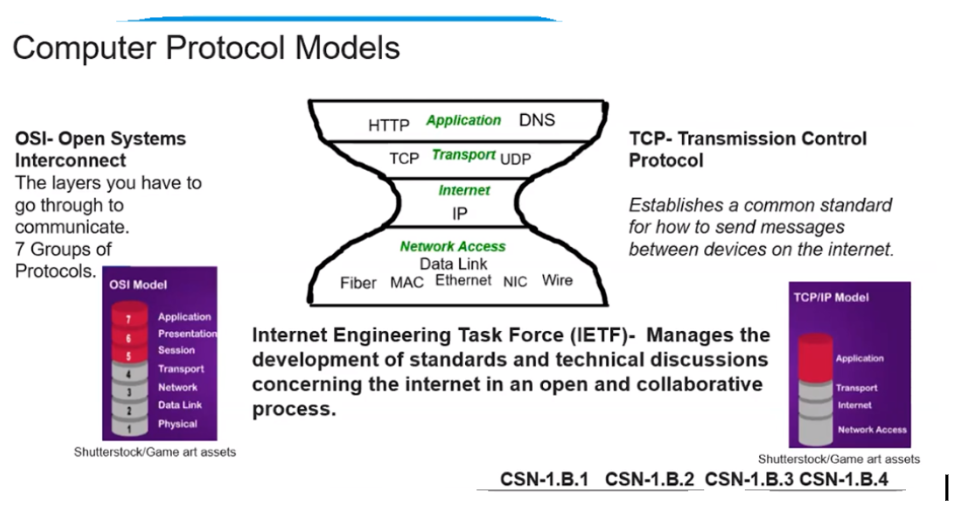 Computer Protocol Models
OSI- Open Systems
Interconnect
The layers you have to
go through to
communicate.
7 Groups of
Protocols.
OSI Model
7 Application
6 Presentation
5 Session
4 Transport
3 Network
2 Data Link
1 Physical
Shutterstock/Game art assets
HTTP Application DNS
TCP Transport UDP
Internet
IP
Network Access
Data Link
Fiber MAC Ethernet NIC Wire
Internet Engineering Task Force (IETF)- Manages the
development of standards and technical discussions
concerning the internet in an open and collaborative
process.
TCP- Transmission Control
Protocol
Establishes a common standard
for how to send messages
between devices on the internet.
TCP/IP Model
Application
Transport
Internet
Network Access
Shutterstock/Game art assets
CSN-1.B.1 CSN-1.B.2 CSN-1.B.3 CSN-1.B.4